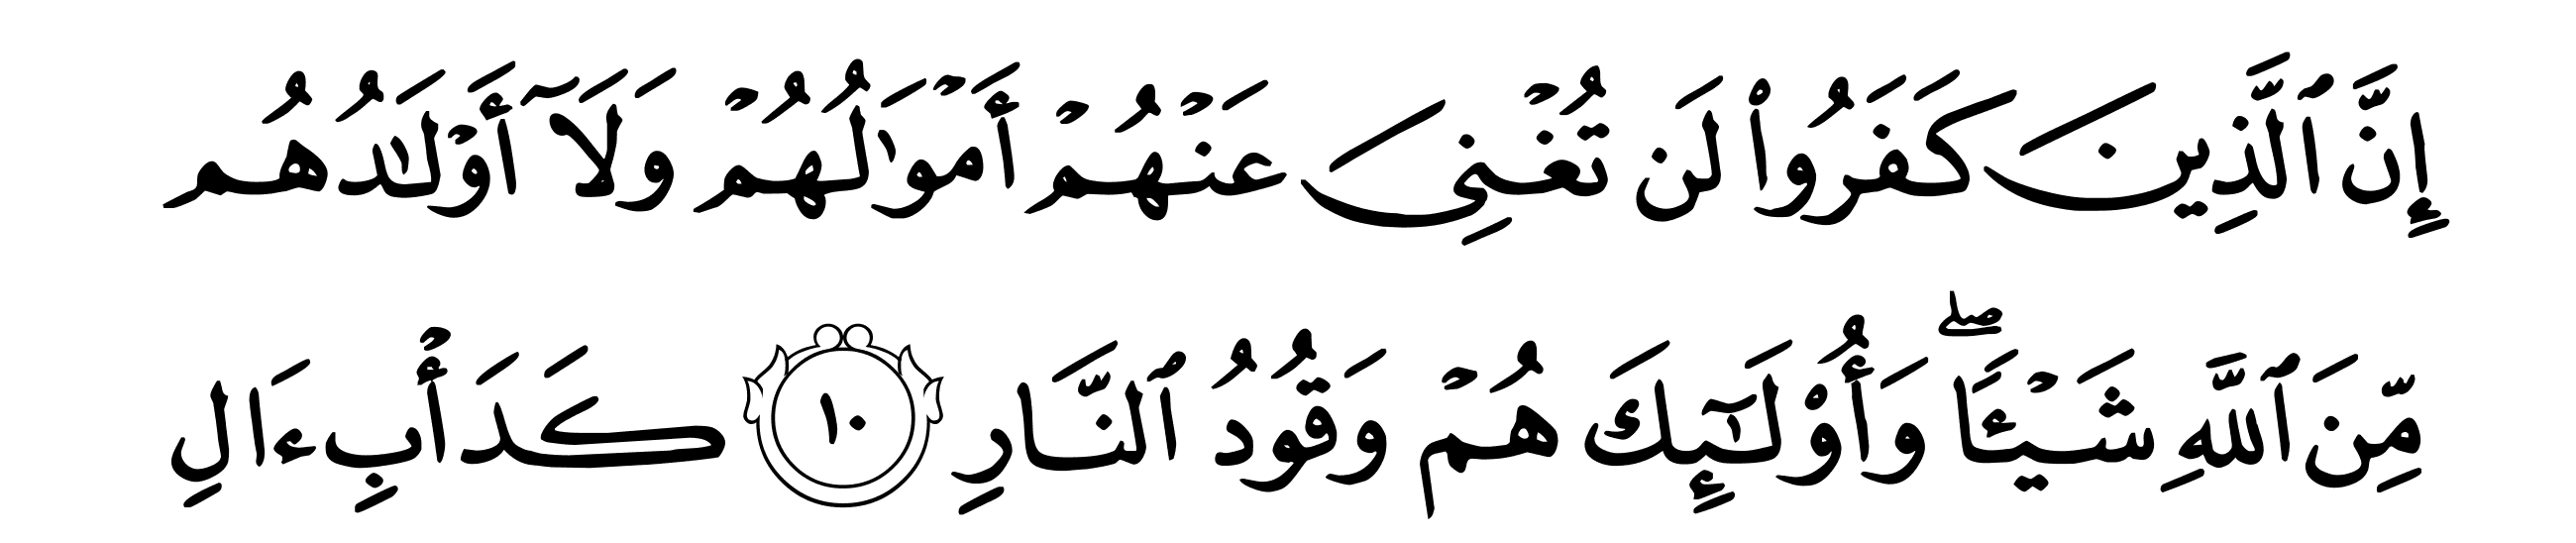 إِنَّ ٱلَّذِينَ كَفَرُوا۟ لَن تُغْنِىَ عَنْهُمْ أَمْوَٰلُهُمْ وَلَآ أَوْلَـٰدُهُم
مِّنَ ٱللَّهِ شَيْـًٔا ۖ وَأُو۟لَـٰٓئِكَ هُمْ وَقُودُ ٱلنَّارِ ١٠ كَدَأْبِ ءَالِ